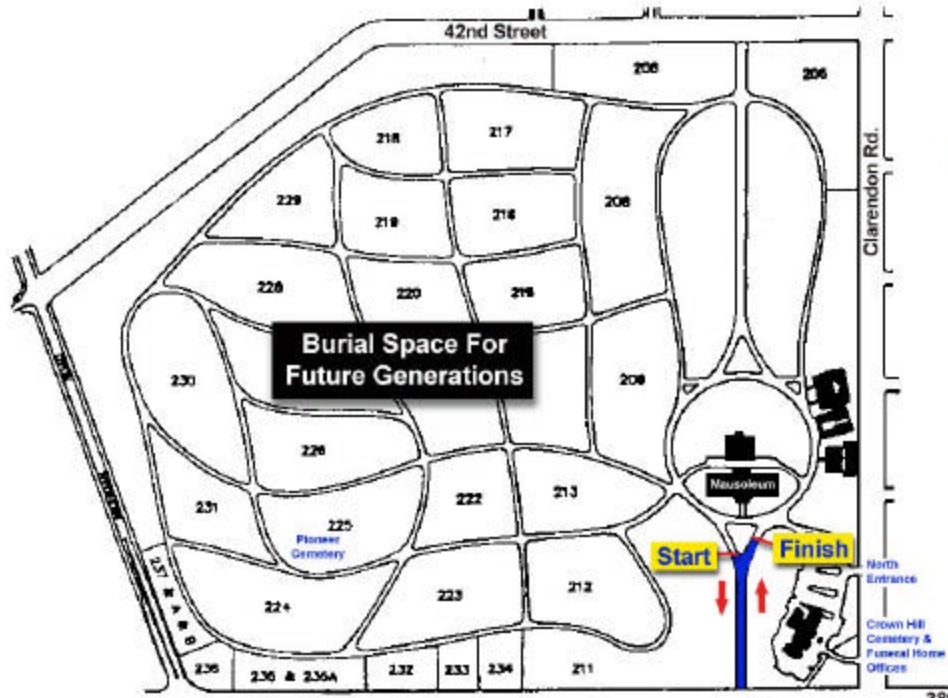 42nd Street
206
205
Clarendon Rd.
218
217
229
219
216
208
228
220
215
Burial Space For
Future Generations
230
209
226
Mausoleum
231
225
222
213
Pioneer
Cemetery
Start
Finish
North
Entrance
237 # A & B
224
223
212
Crown Hill
Cemetery &
Funeral Home
Offices
235
236 & 236A
232
233
234
211